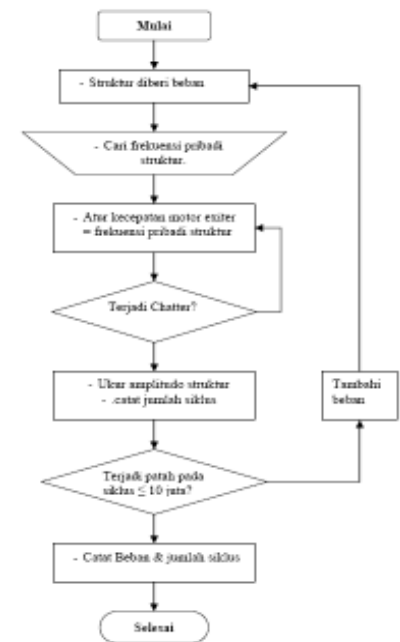 Mulai
- Struktur diberi beban
- Cari frekuensi pribadi
struktur.
- Atur kecepatan motor exiter
= frekuensi pribadi struktur
Terjadi Chatter?
- Ukur amplitudo struktur
- .catat jumlah siklus
Tambahi
beban
Terjadi patah pada
siklus ≤ 10 juta?
- Catat Beban & jumlah siklus
Selesai